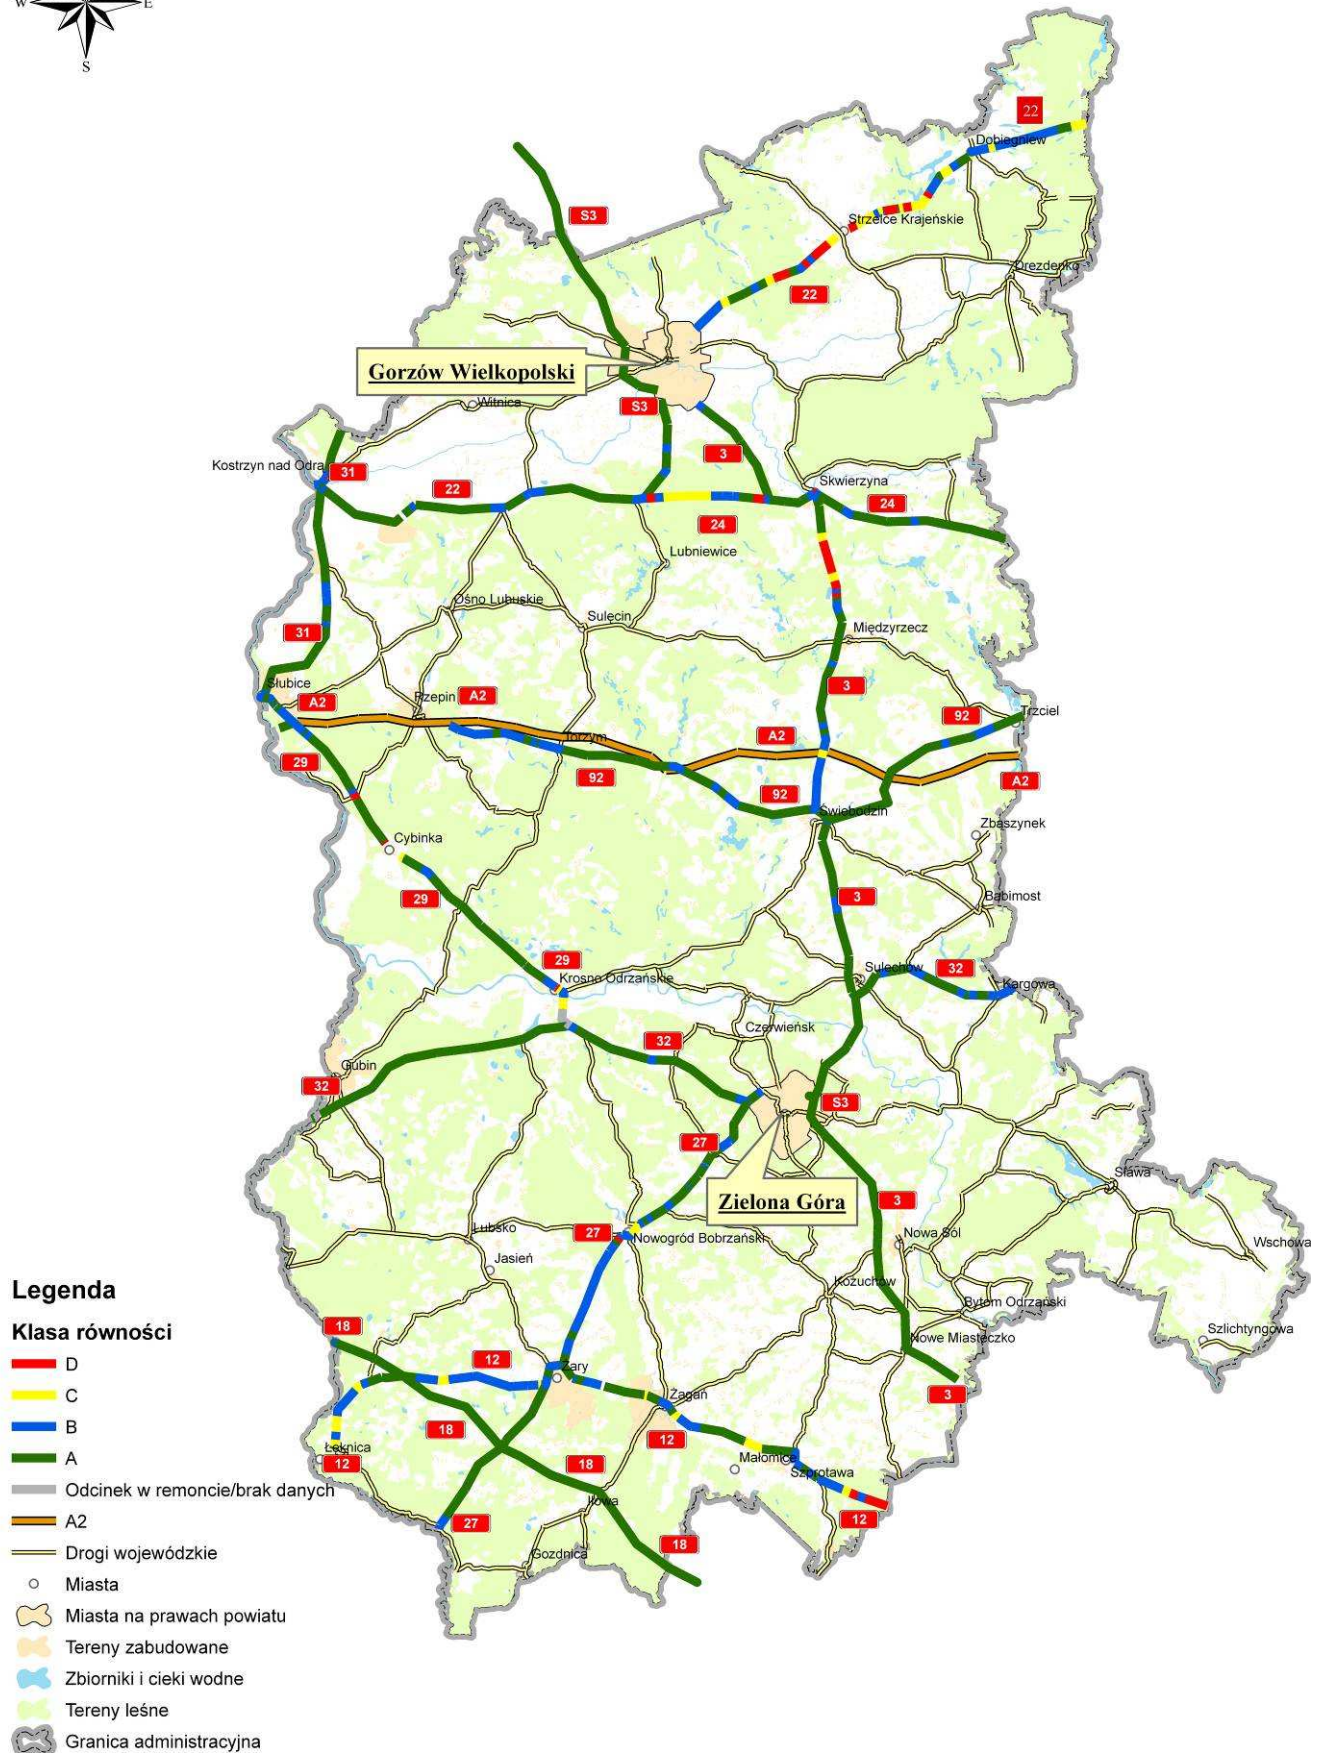 W E
S
22
Dobiegniew
S3
Strzelce Krajeńskie
Drezdenko
22
Gorzów Wielkopolski
S3
Witnica
3
Kostrzyn nad Odrą
31
22
Skwierzyna
24
24
Lubniewice
Ośno Lubuskie
Sulęcin
31
Międzyrzecz
Słubice
3
A2
Rzepin
A2
92
Trzciel
A2
Torzym
29
92
A2
92
Świebodzin
Zbąszynek
Cybinka
29
3
Babimost
29
Krosno Odrzańskie
Sulechów
32
Kargowa
Czerwieńsk
32
Gubin
32
S3
27
Sława
Zielona Góra
3
Lubsko
27
Nowogród Bobrzański
Nowa Sól
Wschowa
Jasień
Kożuchów
Bytom Odrzański
Szlichtyngowa
18
Nowe Miasteczko
12
Żary
3
Żagań
18
12
Łęknica
12
18
Małomice
Szprotawa
Iłowa
27
12
18
Gozdnica
Legenda
Klasa równości
D
C
B
A
Odcinek w remoncie/brak danych
A2
Drogi wojewódzkie
Miasta
Miasta na prawach powiatu
Tereny zabudowane
Zbiorniki i cieki wodne
Tereny leśne
Granica administracyjna